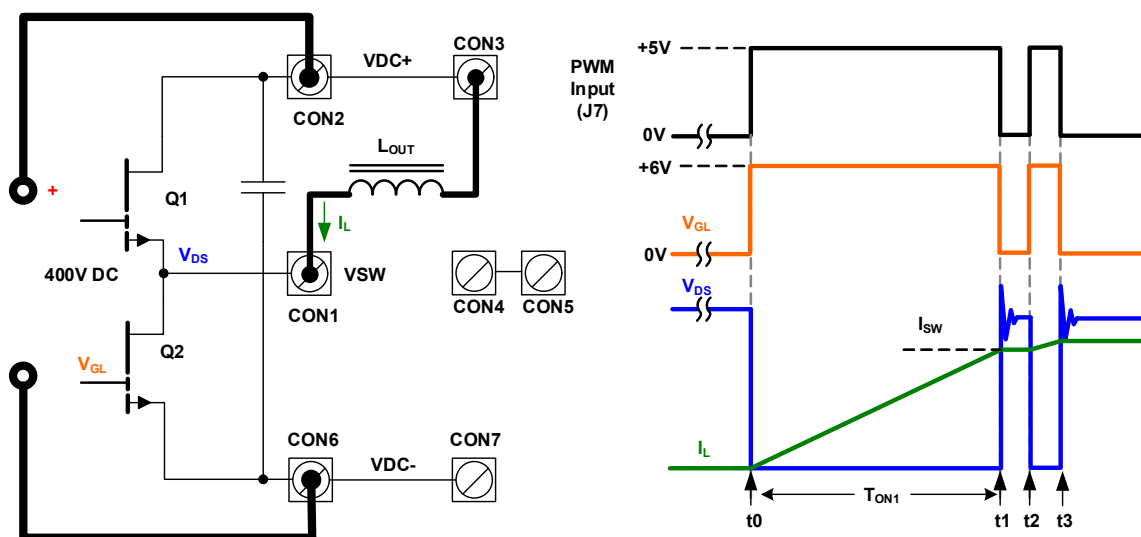 CON2
VDC+
CON3
LOUT
+
Q1
IL
VDS
400V DC
VSW
CON1
CON4
CON5
Q2
VGL
CON6
VDC-
CON7
+5V
PWM
Input
(J7)
0V
+6V
VGL
0V
VDS
ISW
IL
TON1
t0
t1
t2
t3